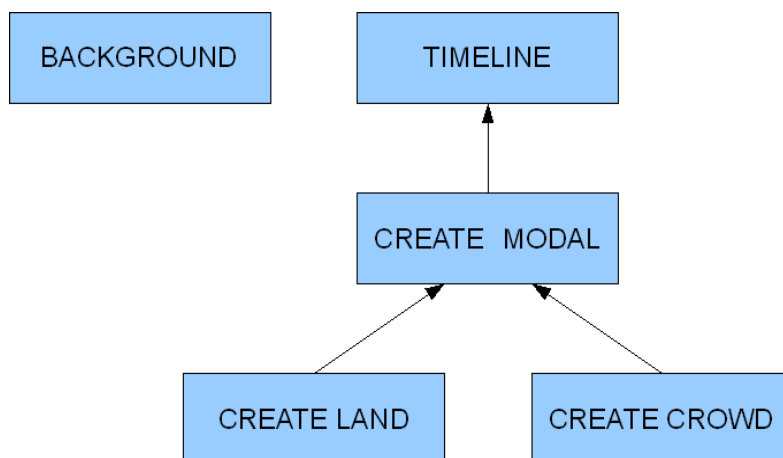 BACKGROUND
TIMELINE
CREATE MODAL
CREATE LAND
CREATE CROWD